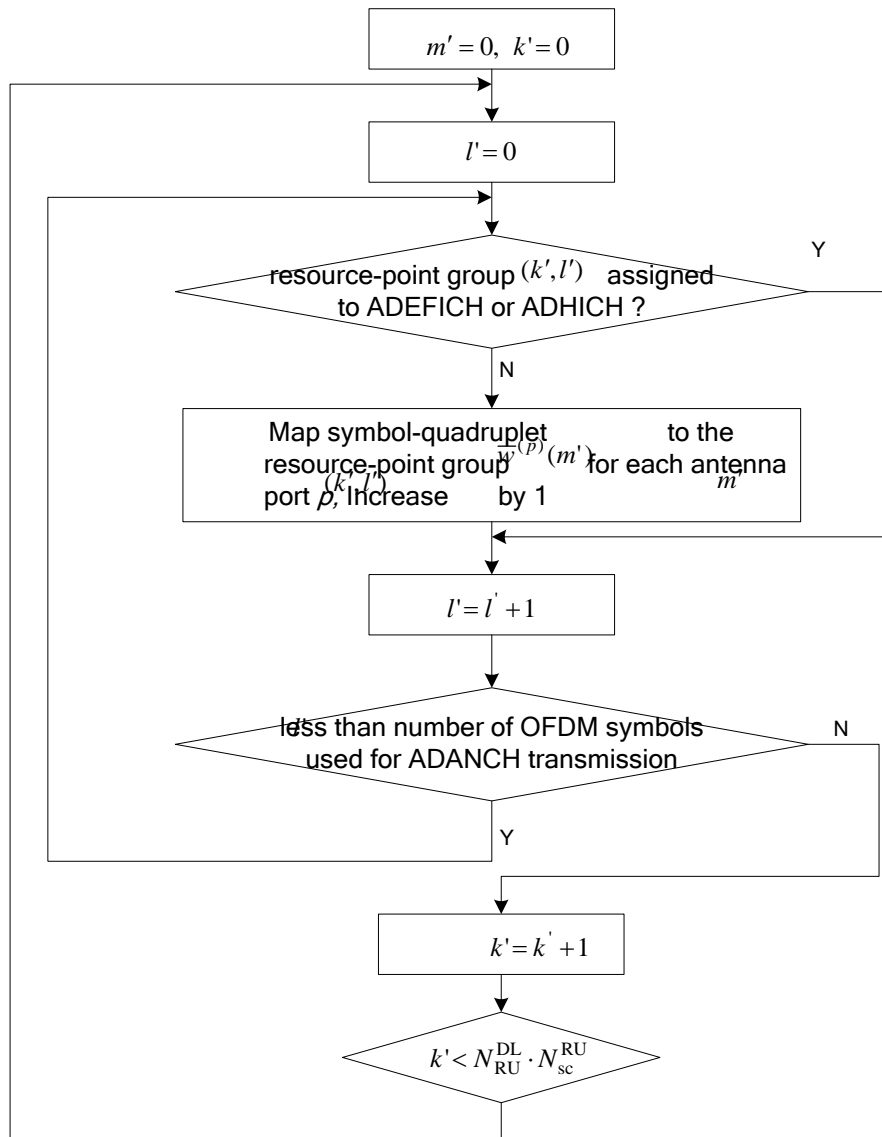 m′ = 0, k' = 0
l' = 0
resource-point group (k′, l′) assigned
to ADEFICH or ADHICH ?
Y
N
Map symbol-quadruplet to the
resource-point group w̅^(p)(m') for each antenna
port p, Increase (k′, l′) m' by 1
l' = l' + 1
l' less than number of OFDM symbols
used for ADANCH transmission
N
Y
k' = k' + 1
k' < N_RU^DL · N_sc^RU